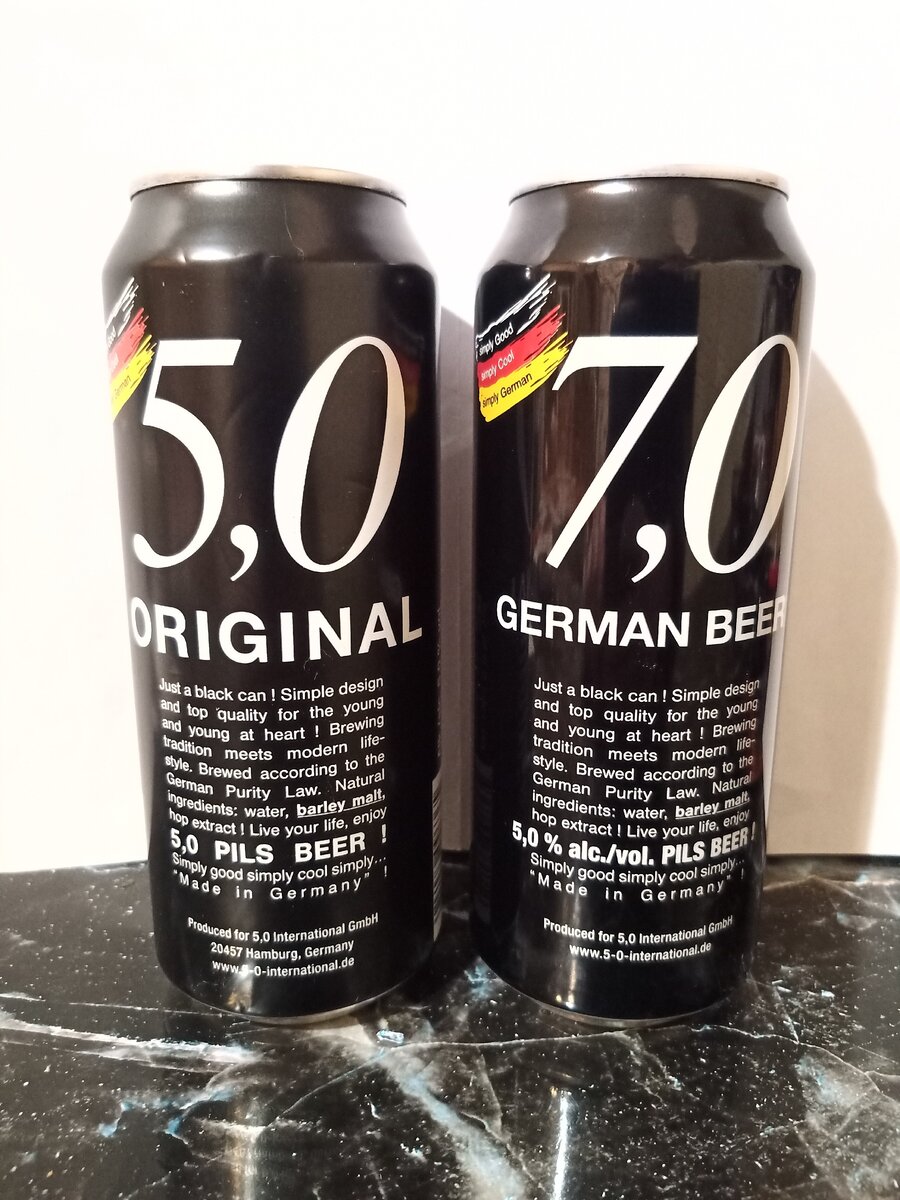 Good
German
5,0
ORIGINAL
Just a black can ! Simple design
and top quality for the young
and young at heart ! Brewing
tradition meets modern life-
style. Brewed according to the
German Purity Law. Natural
ingredients: water, barley malt,
hop extract ! Live your life, enjoy
5,0 PILS BEER !
Simply good simply cool simply...
"Made in Germany" !
Produced for 5,0 International GmbH
20457 Hamburg, Germany
www.5-0-international.de
simply Good
simply Cool
simply German
7,0
GERMAN BEER
Just a black can ! Simple design
and top quality for the young
and young at heart ! Brewing
tradition meets modern life-
style. Brewed according to the
German Purity Law. Natural
ingredients: water, barley malt,
hop extract ! Live your life, enjoy
5,0 % alc./vol. PILS BEER !
Simply good simply cool simply...
"Made in Germany" !
Produced for 5,0 International GmbH
www.5-0-international.de